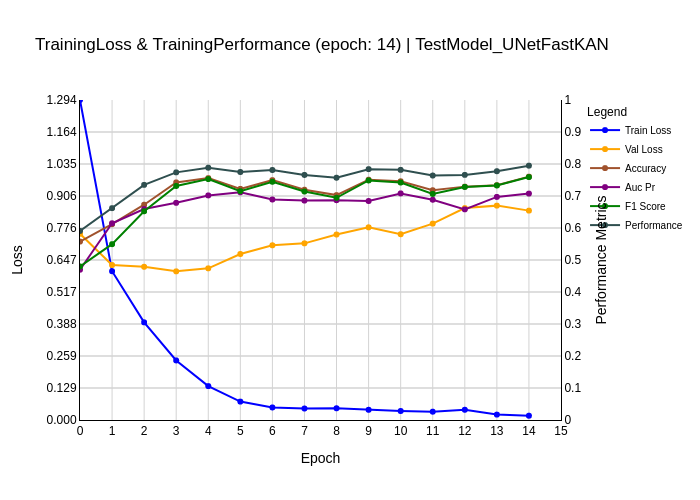 TrainingLoss & TrainingPerformance (epoch: 14) | TestModel_UNetFastKAN
1.294
1.164
1.035
0.906
0.776
0.647
0.517
0.388
0.259
0.129
0.000
Loss
0 1 2 3 4 5 6 7 8 9 10 11 12 13 14 15
Epoch
1
0.9
0.8
0.7
0.6
0.5
0.4
0.3
0.2
0.1
0
Performance Metrics
Legend
Train Loss
Val Loss
Accuracy
Auc Pr
F1 Score
Performance